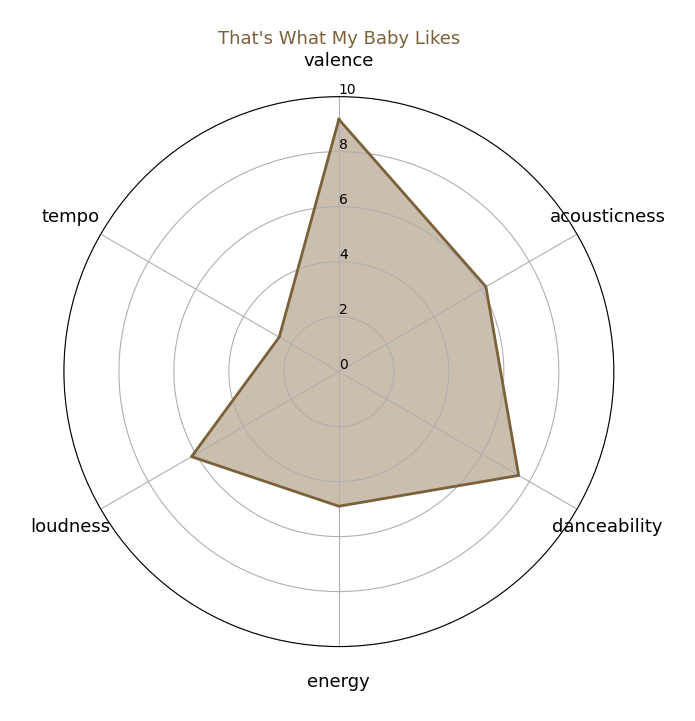 That's What My Baby Likes
valence
10
8
6
4
2
0
tempo
acousticness
loudness
danceability
energy